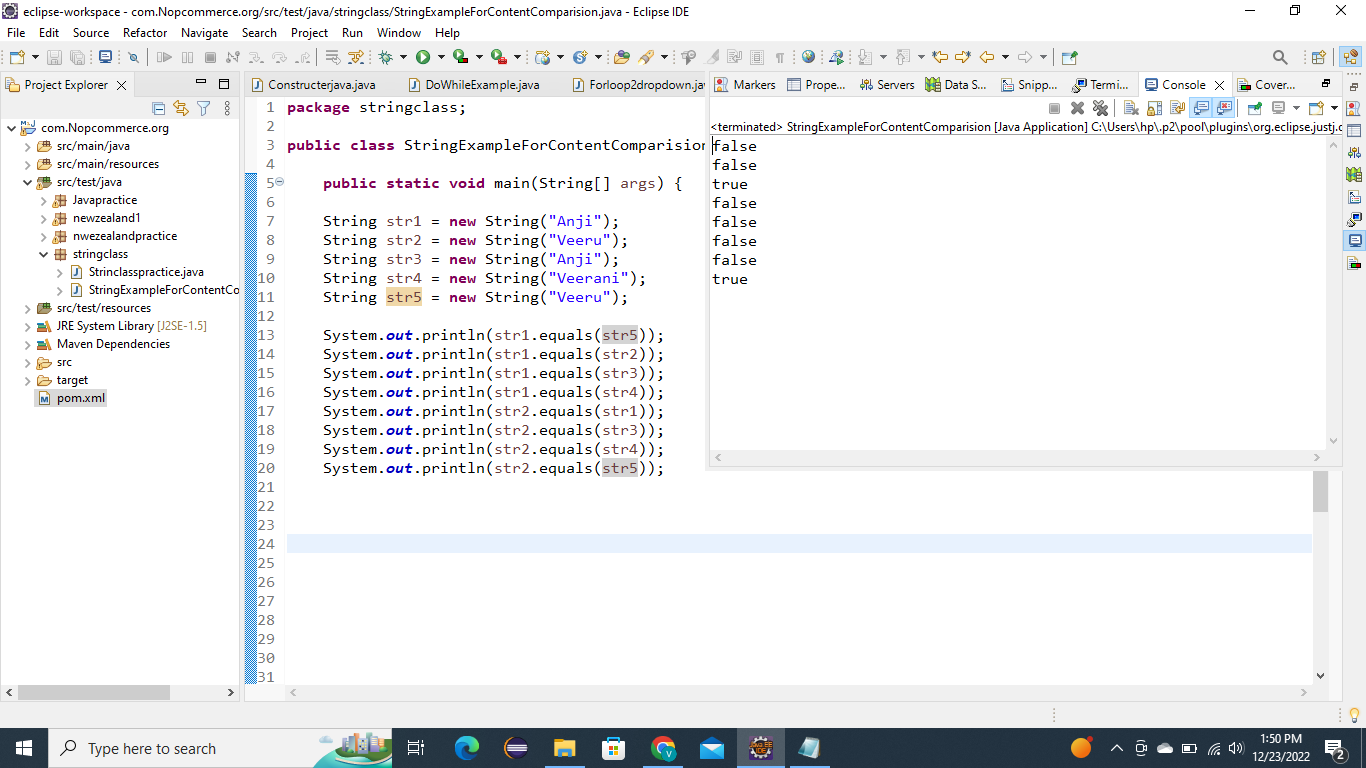 eclipse-workspace - com.Nopcommerce.org/src/test/java/stringclass/StringExampleForContentComparision.java - Eclipse IDE
File Edit Source Refactor Navigate Search Project Run Window Help
Project Explorer
com.Nopcommerce.org
src/main/java
src/main/resources
src/test/java
Javapractice
newzealand1
nwezealandpractice
stringclass
Strinclasspractice.java
StringExampleForContentCo
src/test/resources
JRE System Library [J2SE-1.5]
Maven Dependencies
src
target
pom.xml
Constructerjava.java DoWhileExample.java Forloop2dropdown.jav
1 package stringclass;
2
3 public class StringExampleForContentComparision
4
5 public static void main(String[] args) {
6
7 String str1 = new String("Anji");
8 String str2 = new String("Veeru");
9 String str3 = new String("Anji");
10 String str4 = new String("Veerani");
11 String str5 = new String("Veeru");
12
13 System.out.println(str1.equals(str5));
14 System.out.println(str1.equals(str2));
15 System.out.println(str1.equals(str3));
16 System.out.println(str1.equals(str4));
17 System.out.println(str2.equals(str1));
18 System.out.println(str2.equals(str3));
19 System.out.println(str2.equals(str4));
20 System.out.println(str2.equals(str5));
21
22
23
24
25
26
27
28
29
30
31
Markers Prope... Servers Data S... Snipp... Termi... Console Cover...
<terminated> StringExampleForContentComparision [Java Application] C:\Users\hp\.p2\pool\plugins\org.eclipse.justj.o
false
false
true
false
false
false
false
true
Type here to search
1:50 PM
12/23/2022
2